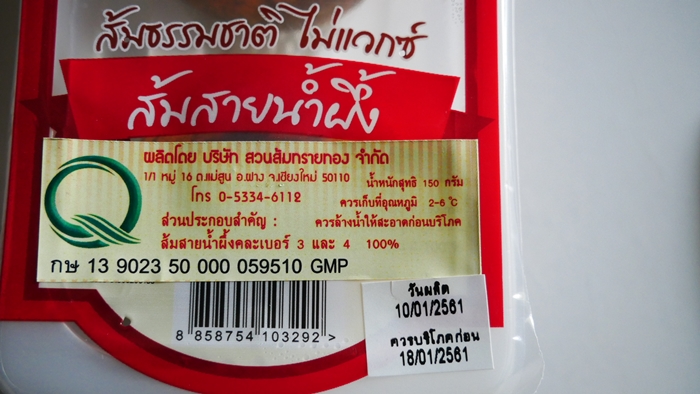 ส้มธรรมชาติ ไม่แวกซ์
ส้มสายน้ำผึ้ง
ผลิตโดย บริษัท สวนส้มทรายทอง จำกัด
1/1 หมู่ 16 ต.แม่สูน อ.ฝาง จ.เชียงใหม่ 50110
น้ำหนักสุทธิ 150 กรัม
โทร 0-5334-6112
ควรเก็บที่อุณหภูมิ 2-6 °C
ส่วนประกอบสำคัญ :
ควรล้างน้ำให้สะอาดก่อนบริโภค
ส้มสายน้ำผึ้งคละเบอร์ 3 และ 4 100%
กษ 13 9023 50 000 059510 GMP
วันผลิต
10/01/2561
ควรบริโภคก่อน
18/01/2561
8 858754 103292 >